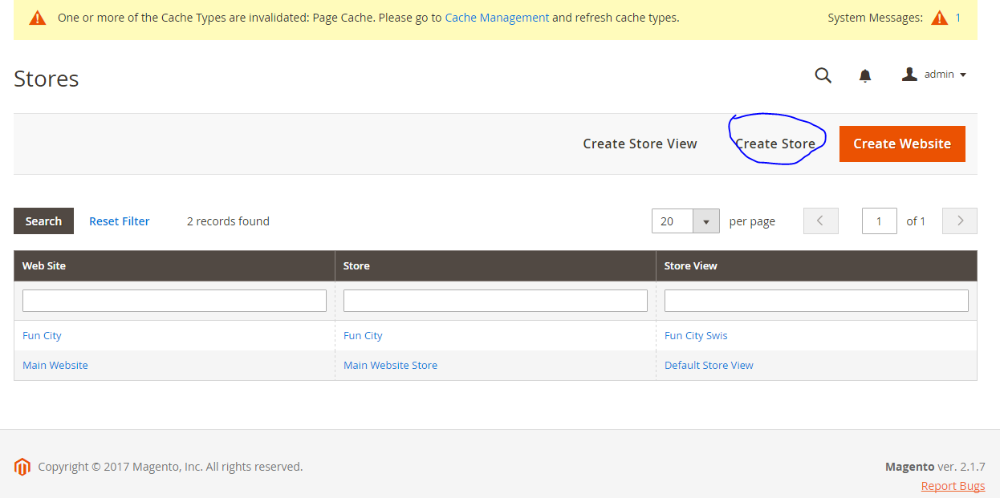 One or more of the Cache Types are invalidated: Page Cache. Please go to Cache Management and refresh cache types. System Messages: 1
Stores
admin
Create Store View Create Store Create Website
Search Reset Filter 2 records found 20 per page 1 of 1
Web Site Store Store View
Fun City Fun City Fun City Swis
Main Website Main Website Store Default Store View
Copyright © 2017 Magento, Inc. All rights reserved. Magento ver. 2.1.7
Report Bugs